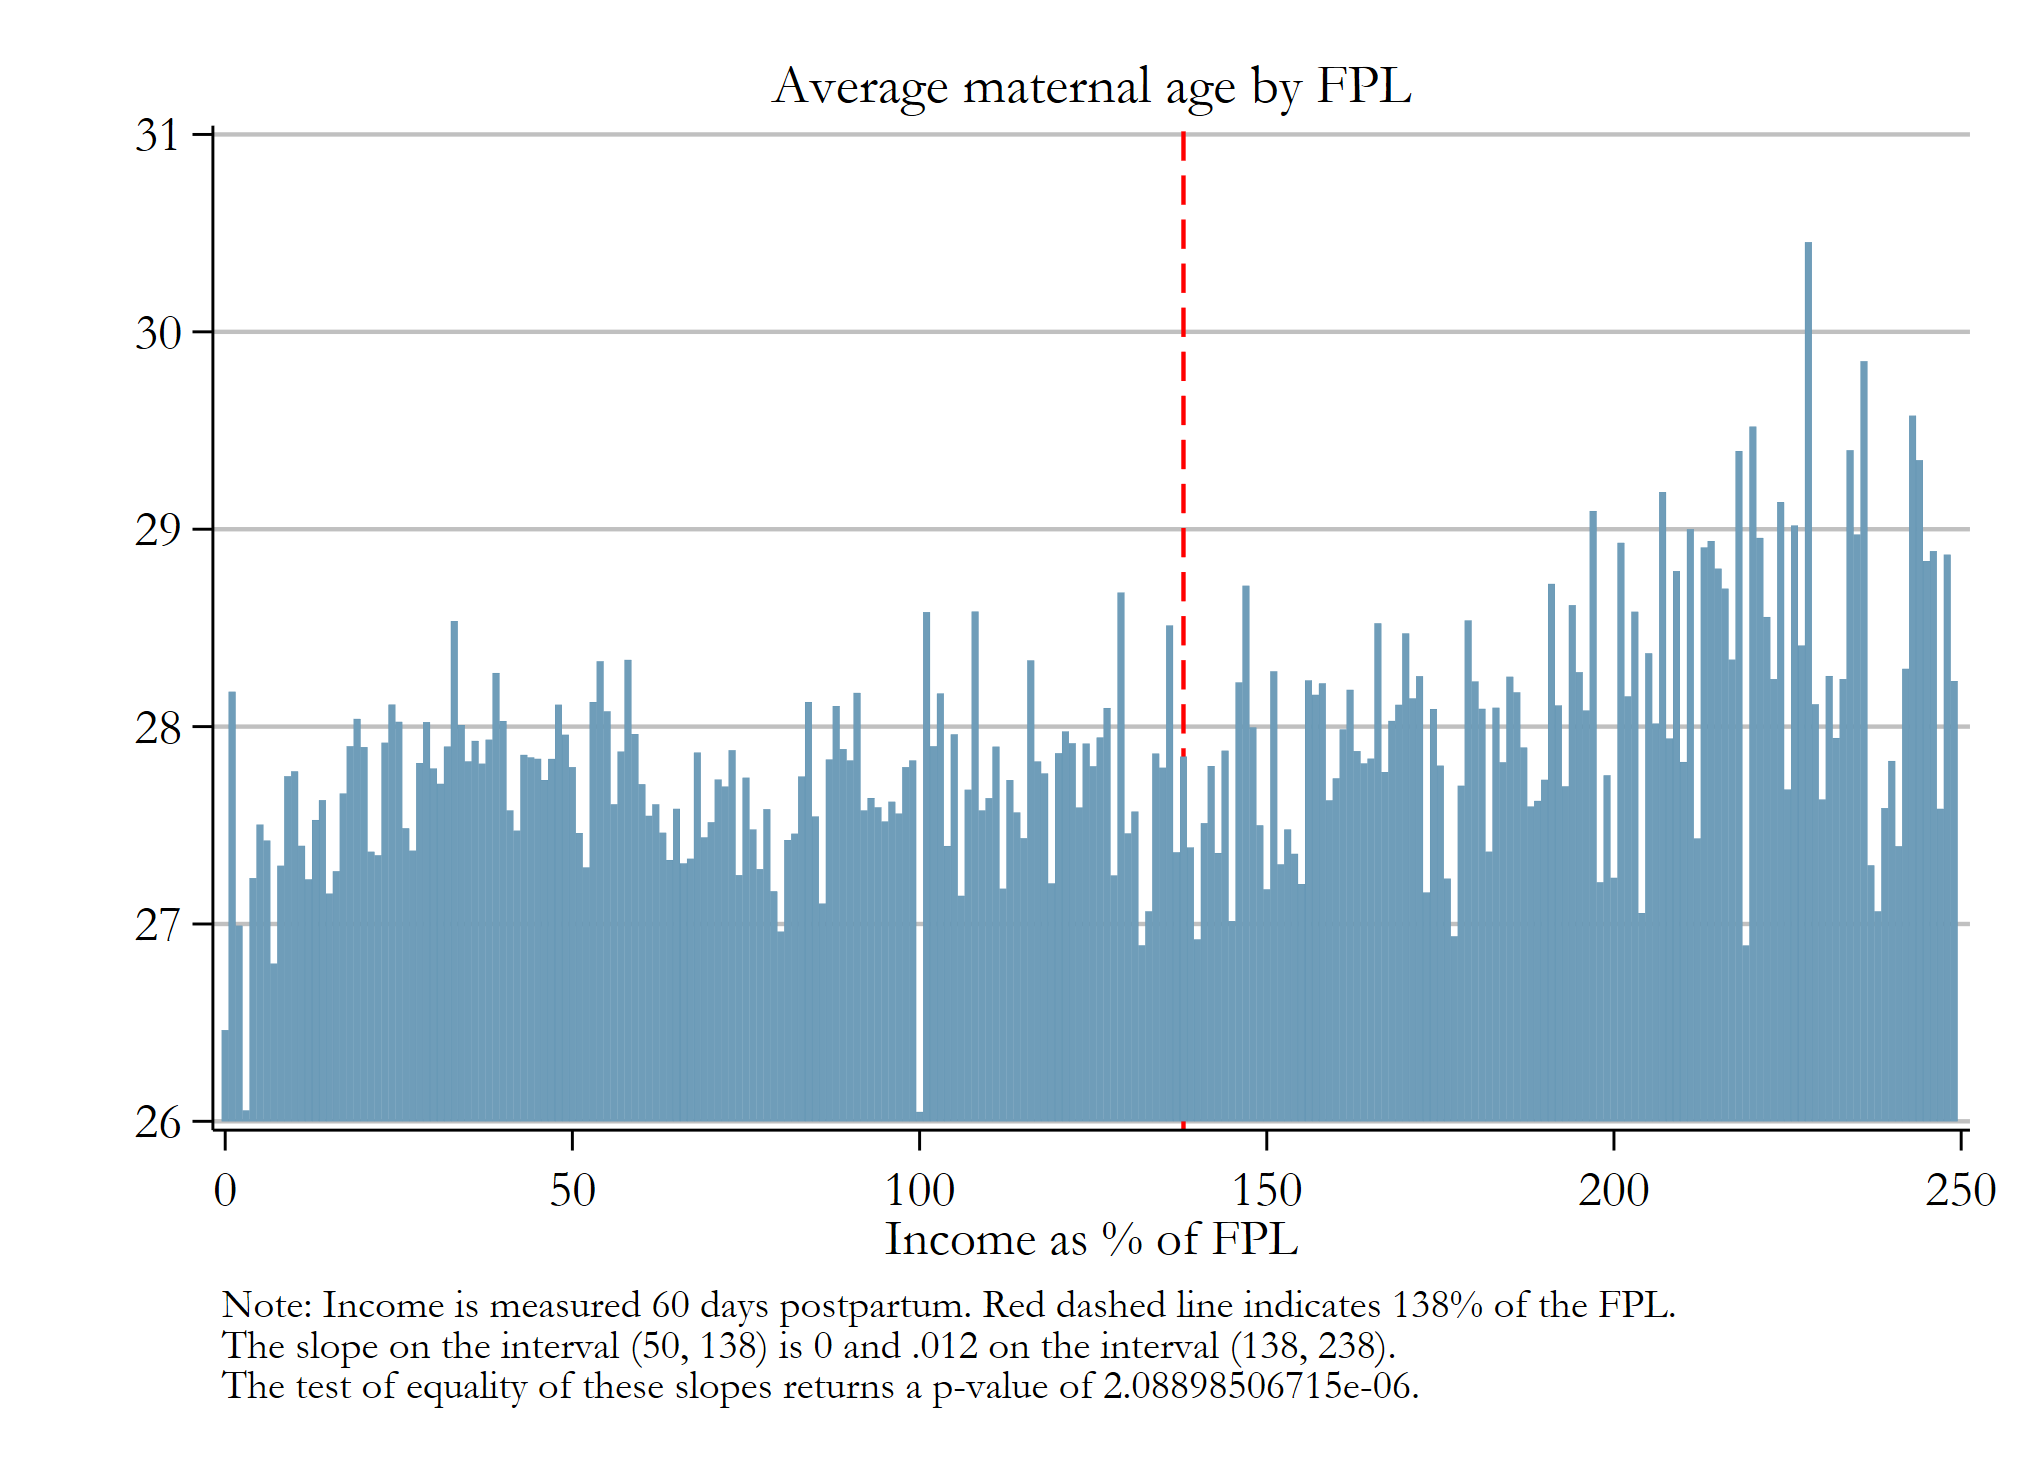 Average maternal age by FPL
31
30
29
28
27
26
0 50 100 150 200 250
Income as % of FPL
Note: Income is measured 60 days postpartum. Red dashed line indicates 138% of the FPL.
The slope on the interval (50, 138) is 0 and .012 on the interval (138, 238).
The test of equality of these slopes returns a p-value of 2.08898506715e-06.